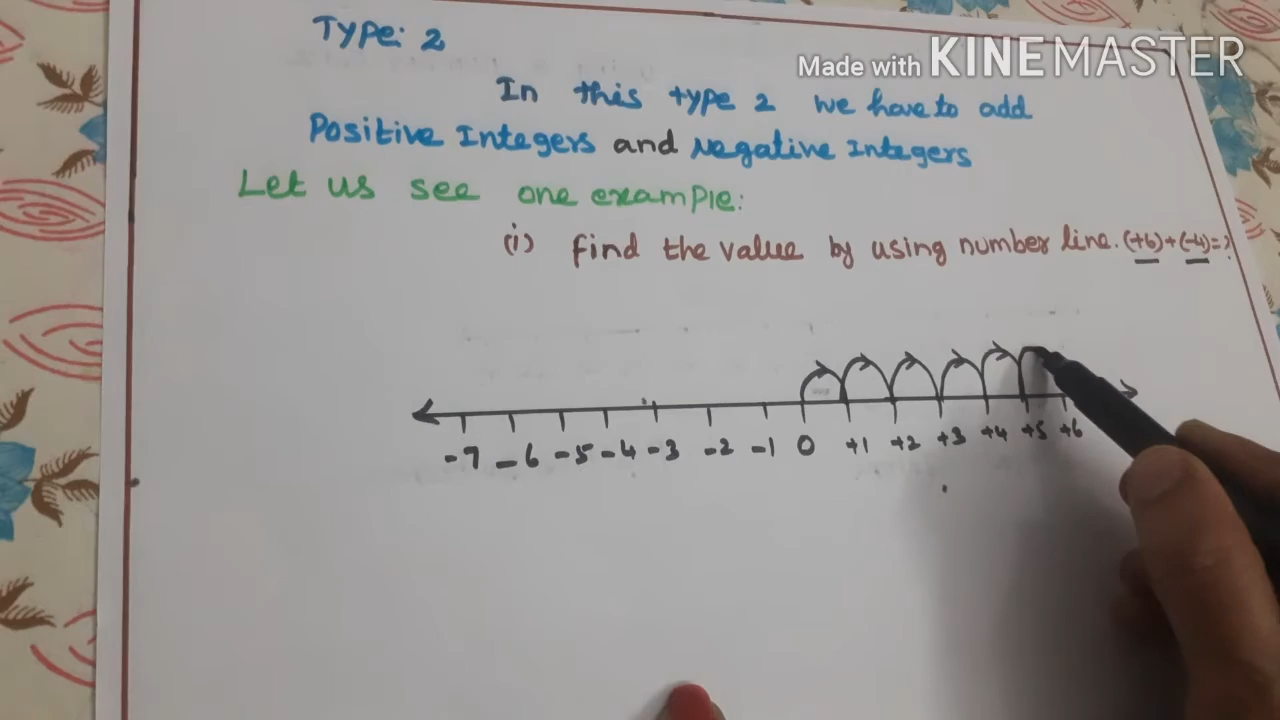 Type: 2
Made with KINEMASTER
In this type 2 we have to add
Positive Integers and Negative Integers
Let us see one example:
(i) find the value by using number line. (+6)+(-4)=?
-7 -6 -5 -4 -3 -2 -1 0 +1 +2 +3 +4 +5 +6